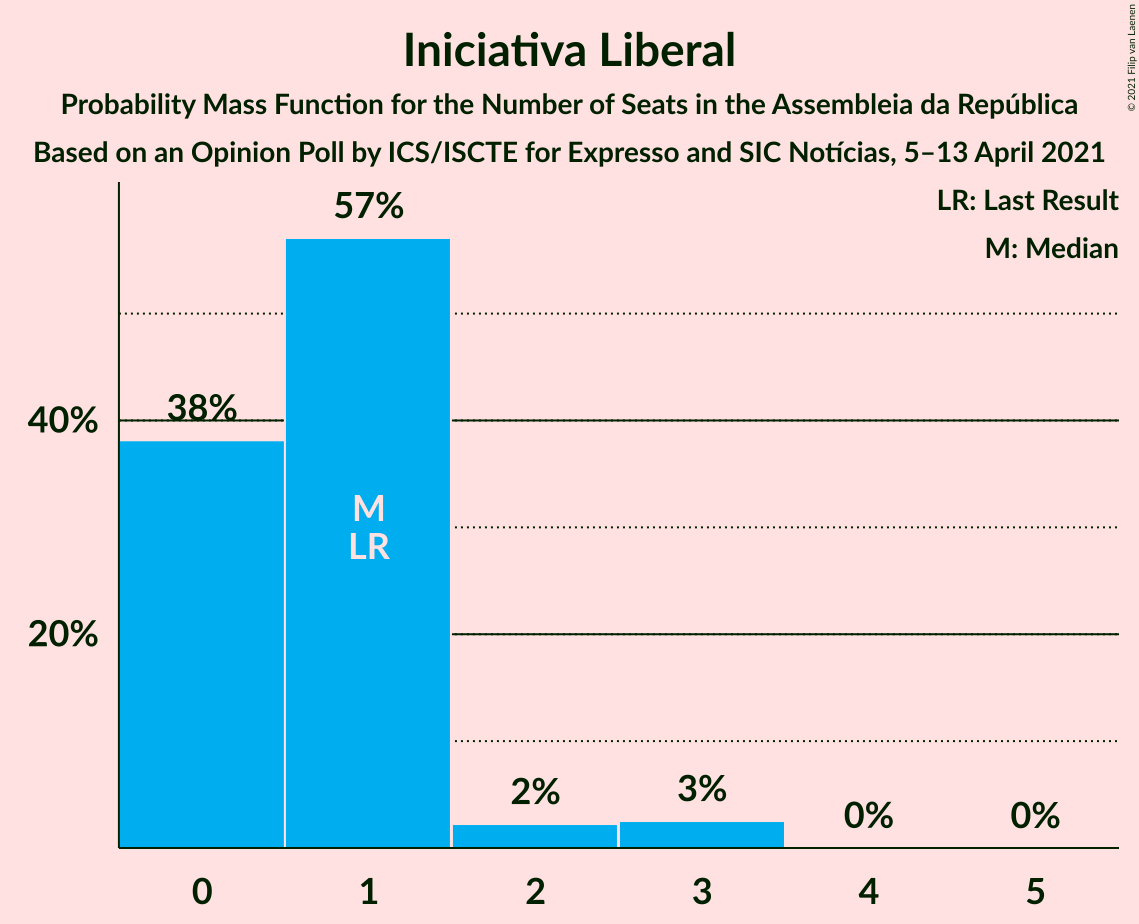 Iniciativa Liberal
Probability Mass Function for the Number of Seats in the Assembleia da República
Based on an Opinion Poll by ICS/ISCTE for Expresso and SIC Notícias, 5–13 April 2021
© 2021 Filip van Laenen
LR: Last Result
M: Median
57%
38%
40%
M
LR
20%
2%
3%
0%
0%
0
1
2
3
4
5